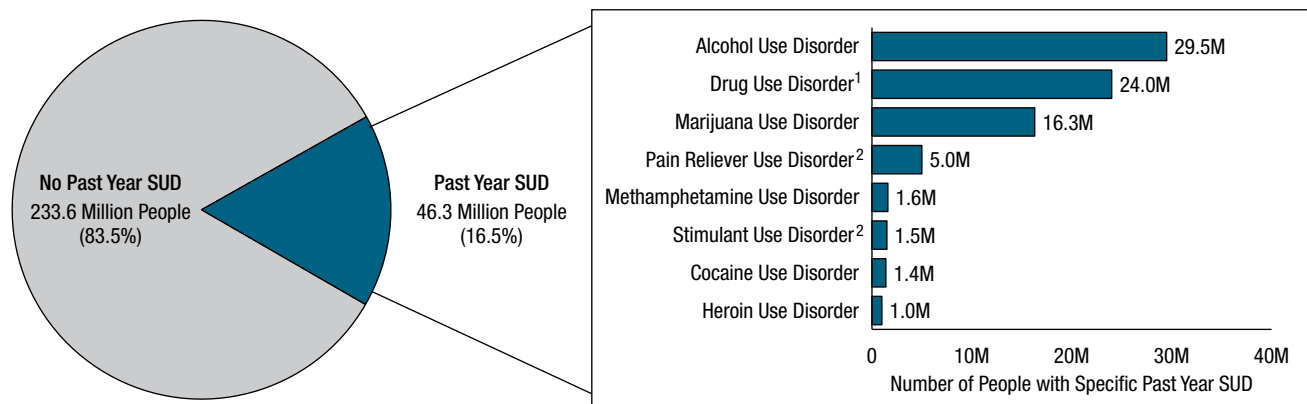 No Past Year SUD
233.6 Million People
(83.5%)
Past Year SUD
46.3 Million People
(16.5%)
Alcohol Use Disorder 29.5M
Drug Use Disorder¹ 24.0M
Marijuana Use Disorder 16.3M
Pain Reliever Use Disorder² 5.0M
Methamphetamine Use Disorder 1.6M
Stimulant Use Disorder² 1.5M
Cocaine Use Disorder 1.4M
Heroin Use Disorder 1.0M
0 10M 20M 30M 40M
Number of People with Specific Past Year SUD